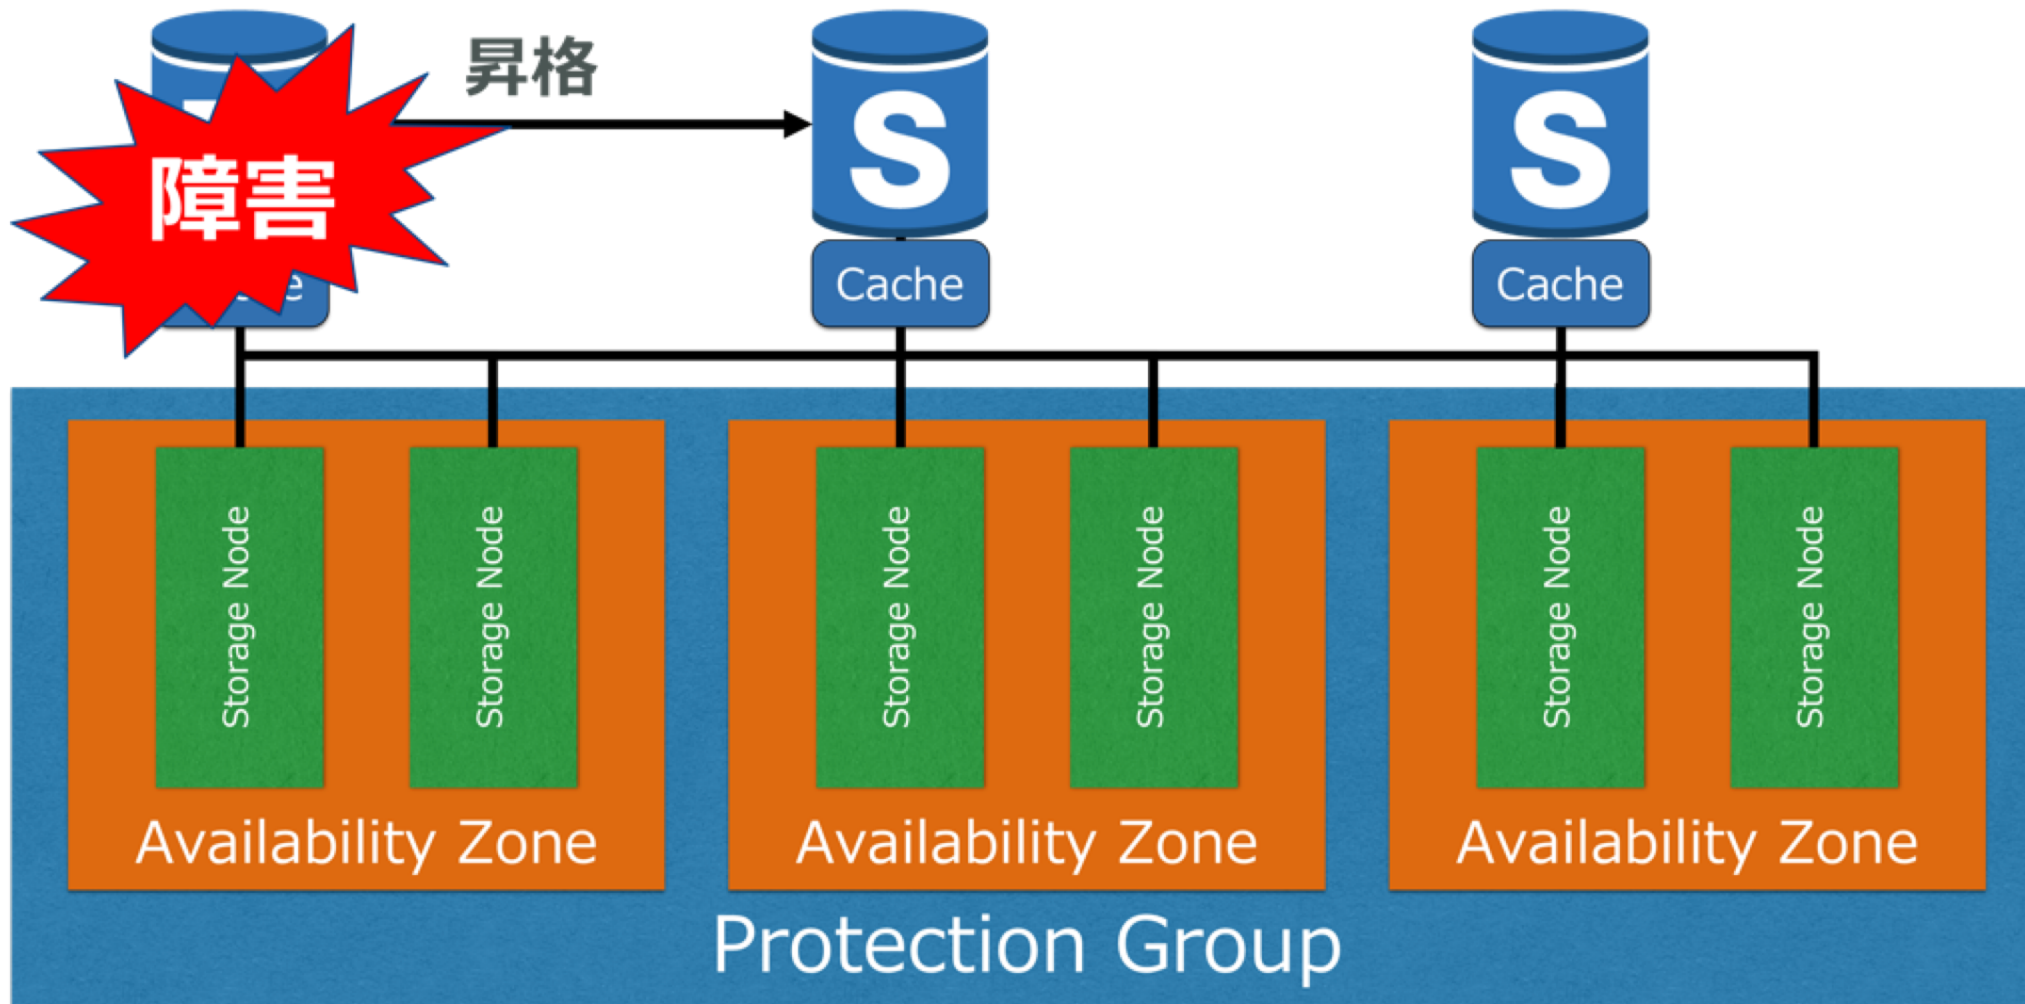 昇格
S
S
障害
Cache
Cache
Storage Node
Storage Node
Storage Node
Storage Node
Storage Node
Storage Node
Availability Zone
Availability Zone
Availability Zone
Protection Group